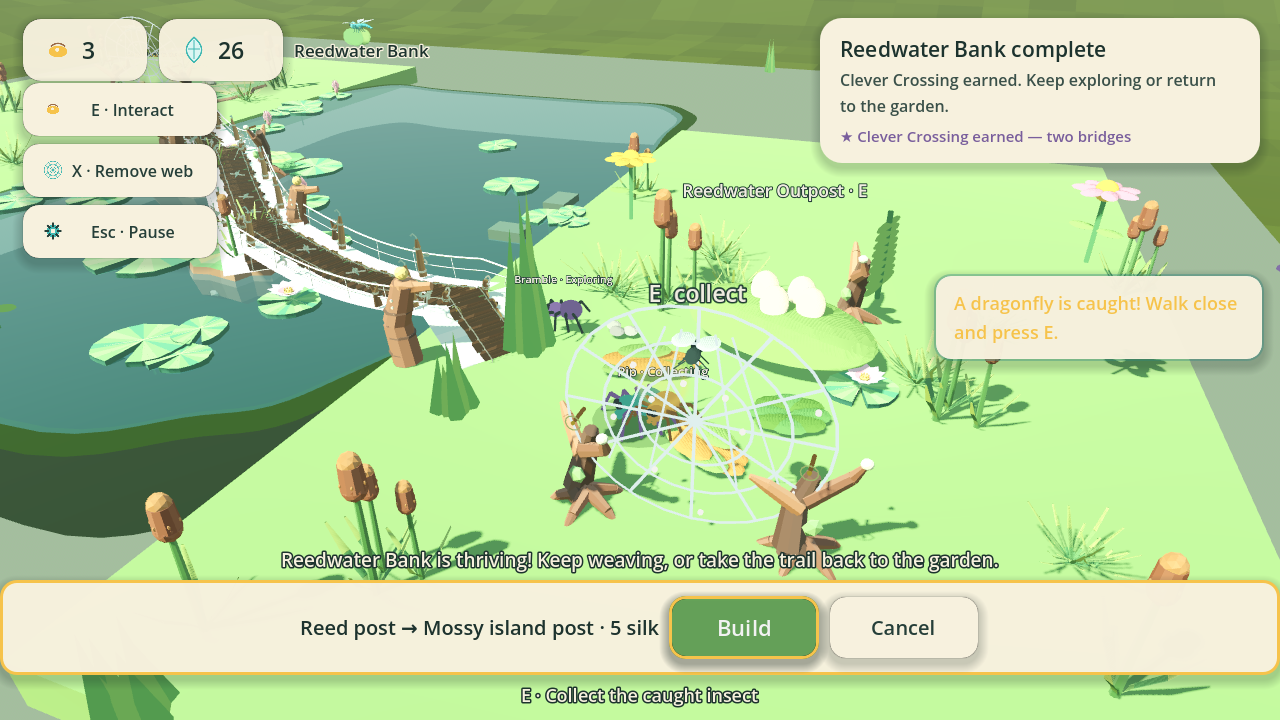 3
26
Reedwater Bank
E · Interact
X · Remove web
Esc · Pause
Reedwater Bank complete
Clever Crossing earned. Keep exploring or return
to the garden.
★ Clever Crossing earned — two bridges
Reedwater Outpost · E
Bramble · Exploring
E collect
A dragonfly is caught! Walk close
and press E.
Pip · Collecting
Reedwater Bank is thriving! Keep weaving, or take the trail back to the garden.
Reed post → Mossy island post · 5 silk
Build
Cancel
E · Collect the caught insect